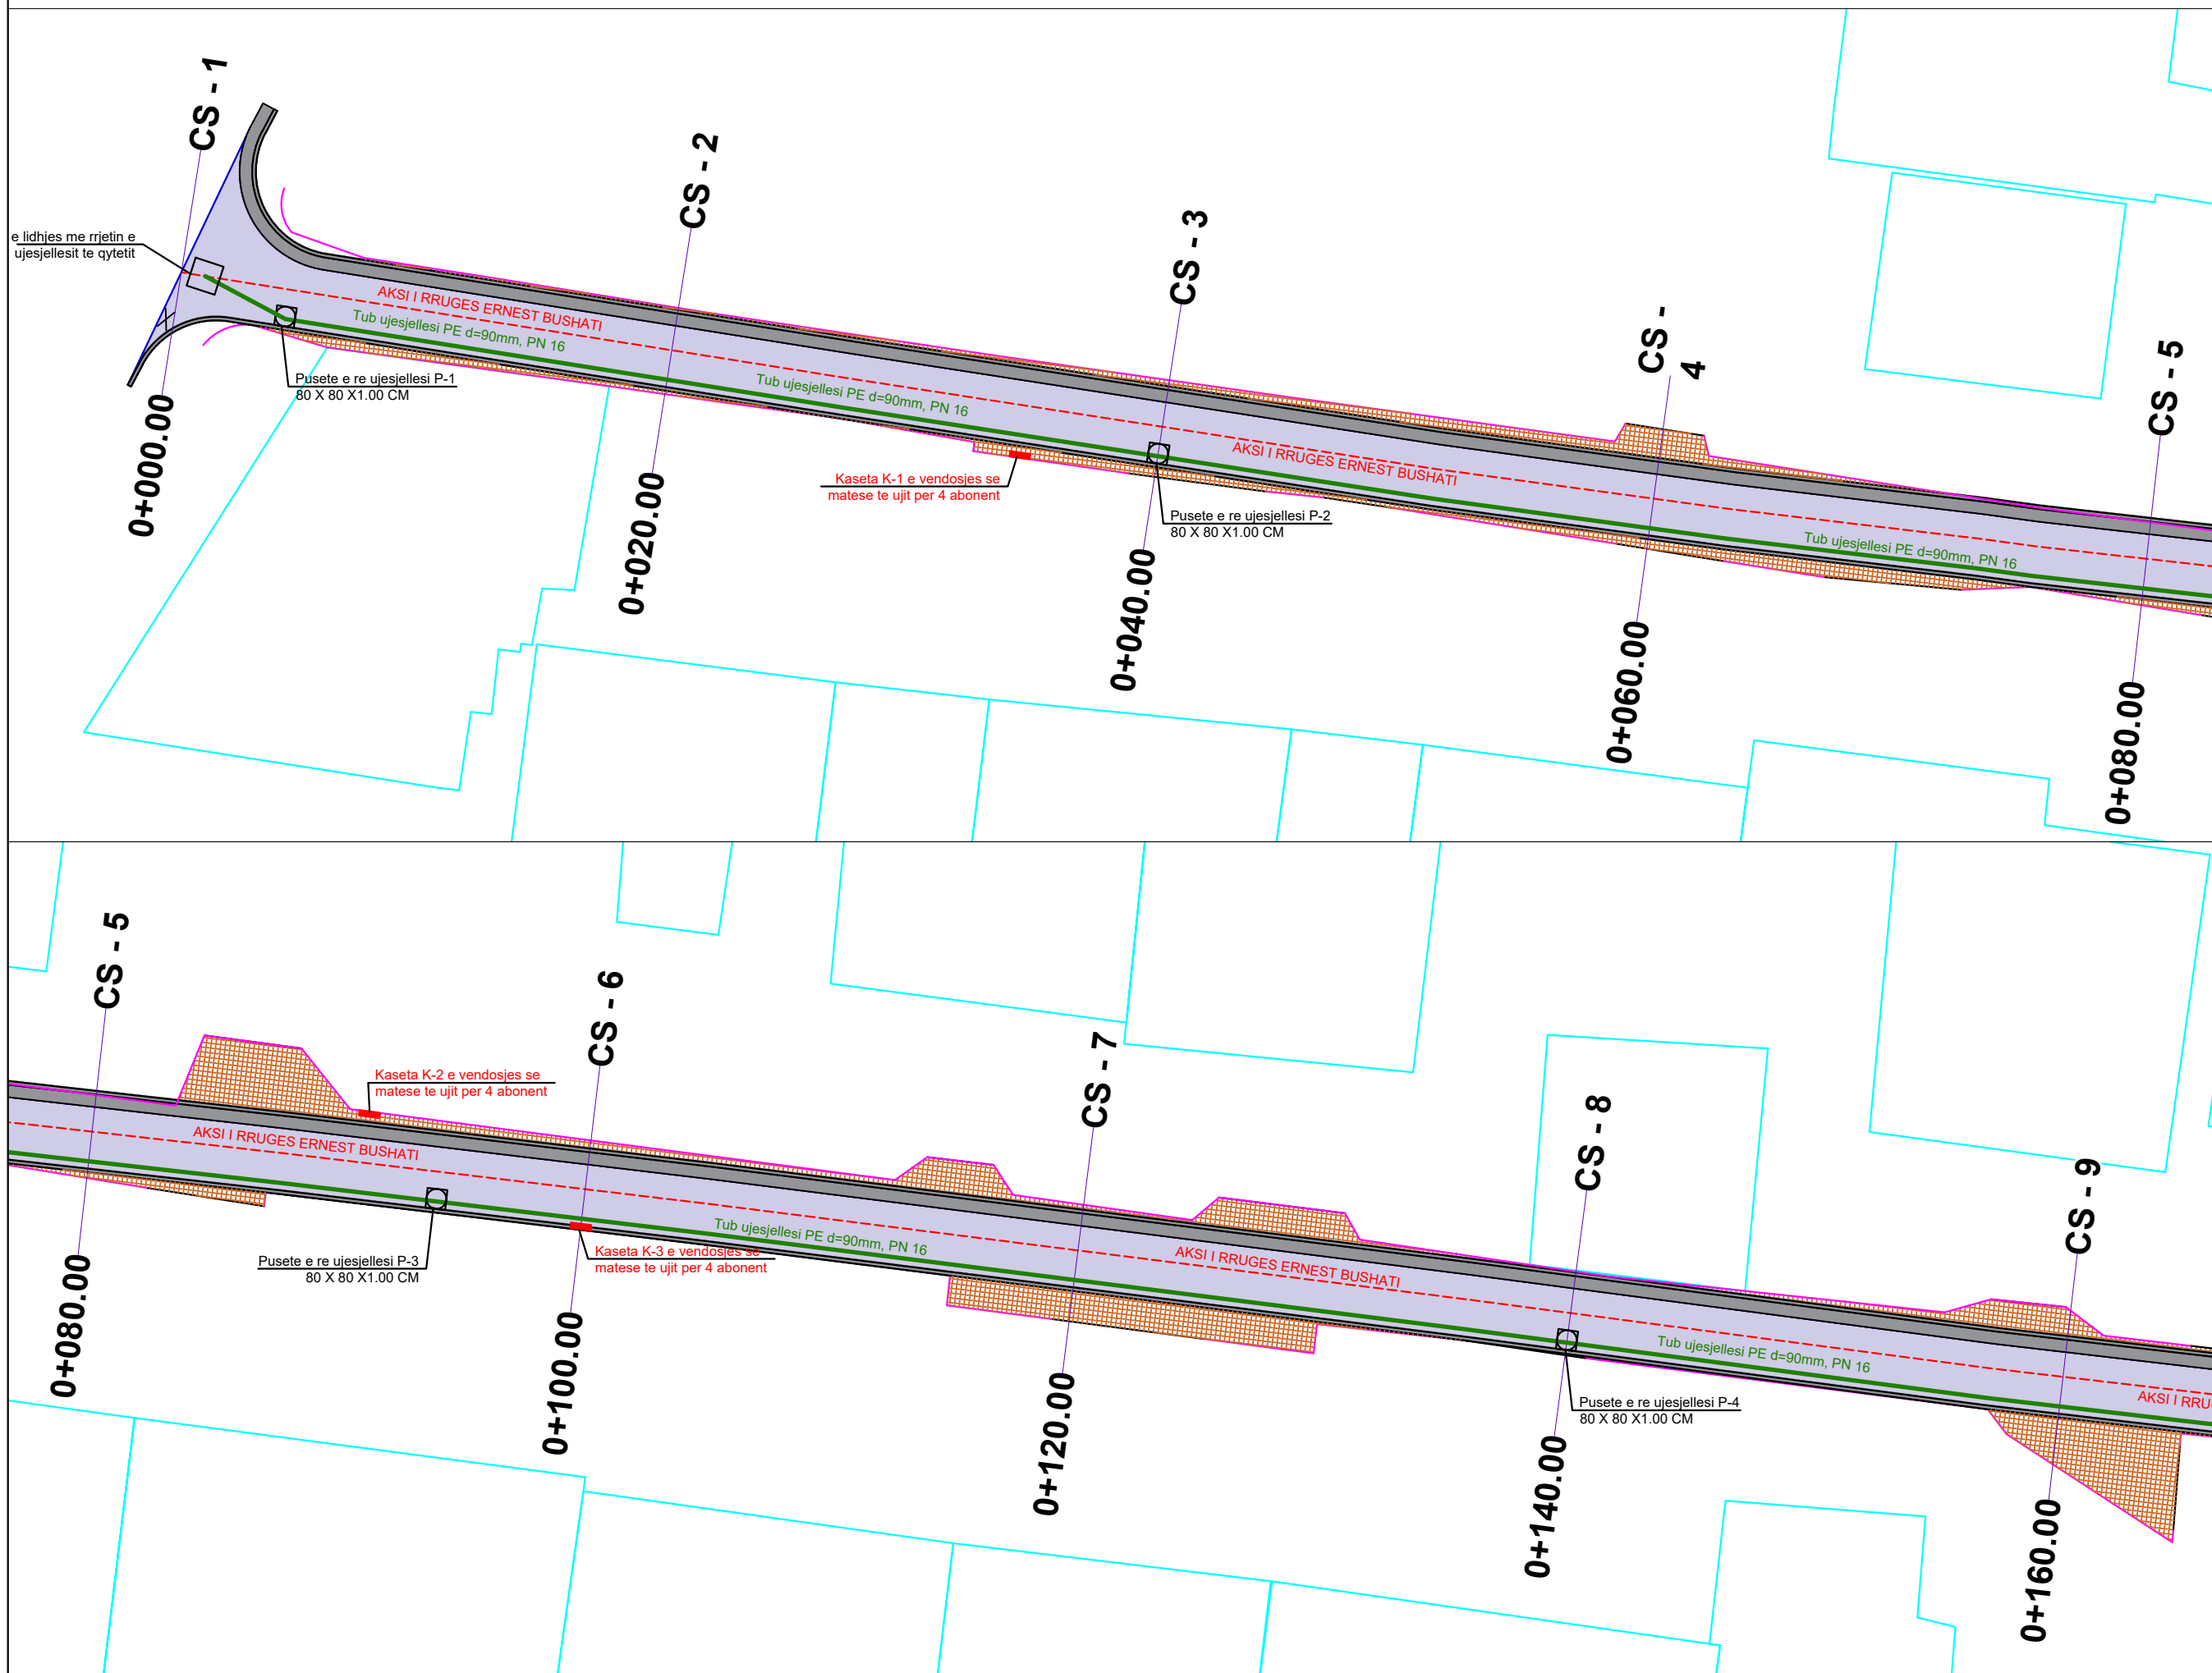 CS - 1
CS - 2
CS - 3
CS -
4
CS - 5
e lidhjes me rrjetin e
ujesjellesit te qytetit
AKSI I RRUGES ERNEST BUSHATI
Tub ujesjellesi PE d=90mm, PN 16
Pusete e re ujesjellesi P-1
80 X 80 X1.00 CM
Tub ujesjellesi PE d=90mm, PN 16
AKSI I RRUGES ERNEST BUSHATI
Kaseta K-1 e vendosjes se
matese te ujit per 4 abonent
Pusete e re ujesjellesi P-2
80 X 80 X1.00 CM
Tub ujesjellesi PE d=90mm, PN 16
0+000.00
0+020.00
0+040.00
0+060.00
0+080.00
CS - 5
CS - 6
CS - 7
CS - 8
CS - 9
Kaseta K-2 e vendosjes se
matese te ujit per 4 abonent
AKSI I RRUGES ERNEST BUSHATI
Tub ujesjellesi PE d=90mm, PN 16
Pusete e re ujesjellesi P-3
80 X 80 X1.00 CM
Kaseta K-3 e vendosjes se
matese te ujit per 4 abonent
AKSI I RRUGES ERNEST BUSHATI
Tub ujesjellesi PE d=90mm, PN 16
AKSI I RRU
Pusete e re ujesjellesi P-4
80 X 80 X1.00 CM
0+080.00
0+100.00
0+120.00
0+140.00
0+160.00